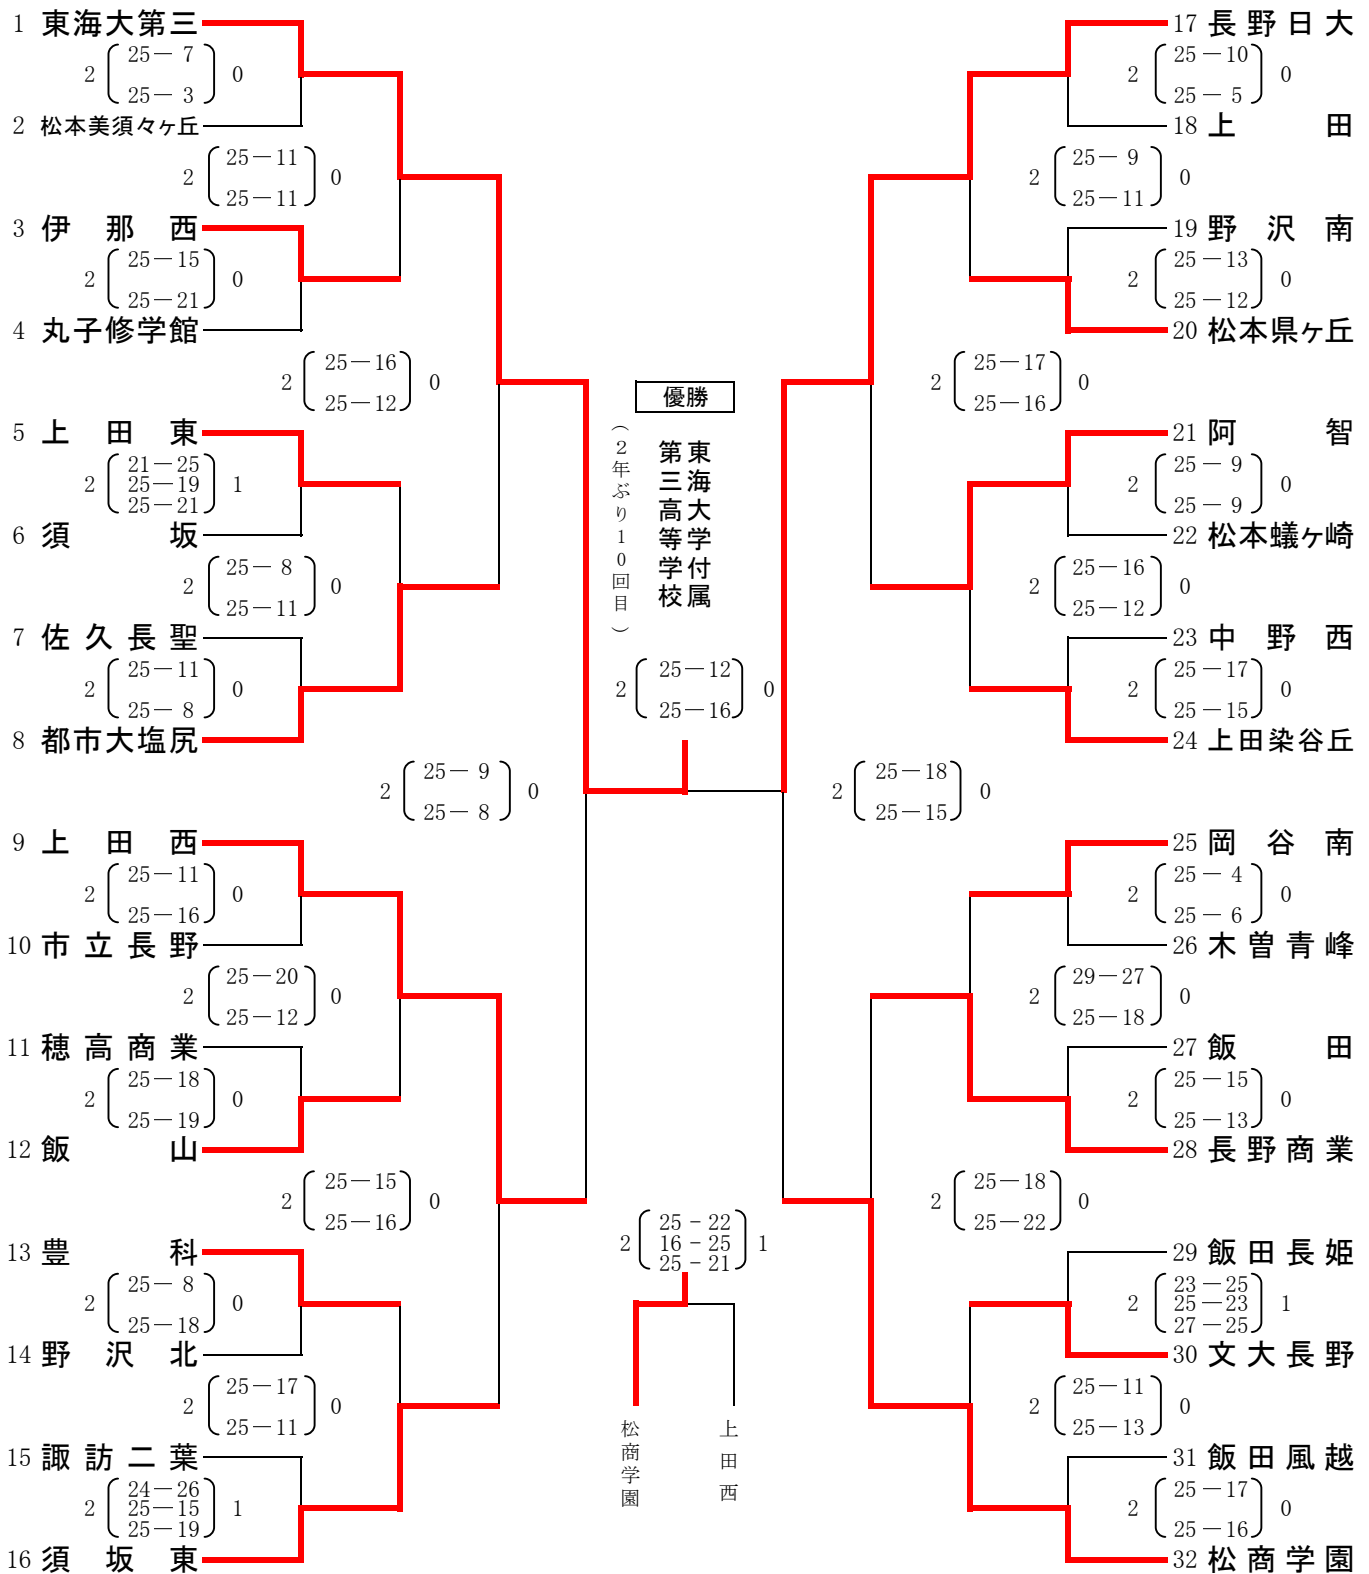 1 東海大第三
2 25－ 7 0
25－ 3
2 松本美須々ヶ丘
2 25－11 0
25－11
3 伊那西
2 25－15 0
25－21
4 丸子修学館
2 25－16 0
25－12
5 上田東
21－25
2 25－19 1
25－21
6 須坂
2 25－ 8 0
25－11
7 佐久長聖
2 25－11 0
25－ 8
8 都市大塩尻
2 25－ 9 0
25－ 8
9 上田西
2 25－11 0
25－16
10 市立長野
2 25－20 0
25－12
11 穂高商業
2 25－18 0
25－19
12 飯山
2 25－15 0
25－16
13 豊科
2 25－ 8 0
25－18
14 野沢北
2 25－17 0
25－11
15 諏訪二葉
24－26
2 25－15 1
25－19
16 須坂東
優勝
東海大学付属
第三高等学校
（2年ぶり10回目）
2 25－12 0
25－16
25－22
2 16－25 1
25－21
松商学園
上田西
17 長野日大
2 25－10 0
25－ 5
18 上田
2 25－ 9 0
25－11
19 野沢南
2 25－13 0
25－12
20 松本県ヶ丘
2 25－17 0
25－16
21 阿智
2 25－ 9 0
25－ 9
22 松本蟻ヶ崎
2 25－16 0
25－12
23 中野西
2 25－17 0
25－15
24 上田染谷丘
2 25－18 0
25－15
25 岡谷南
2 25－ 4 0
25－ 6
26 木曽青峰
2 29－27 0
25－18
27 飯田
2 25－15 0
25－13
28 長野商業
2 25－18 0
25－22
29 飯田長姫
23－25
2 25－23 1
27－25
30 文大長野
2 25－11 0
25－13
31 飯田風越
2 25－17 0
25－16
32 松商学園